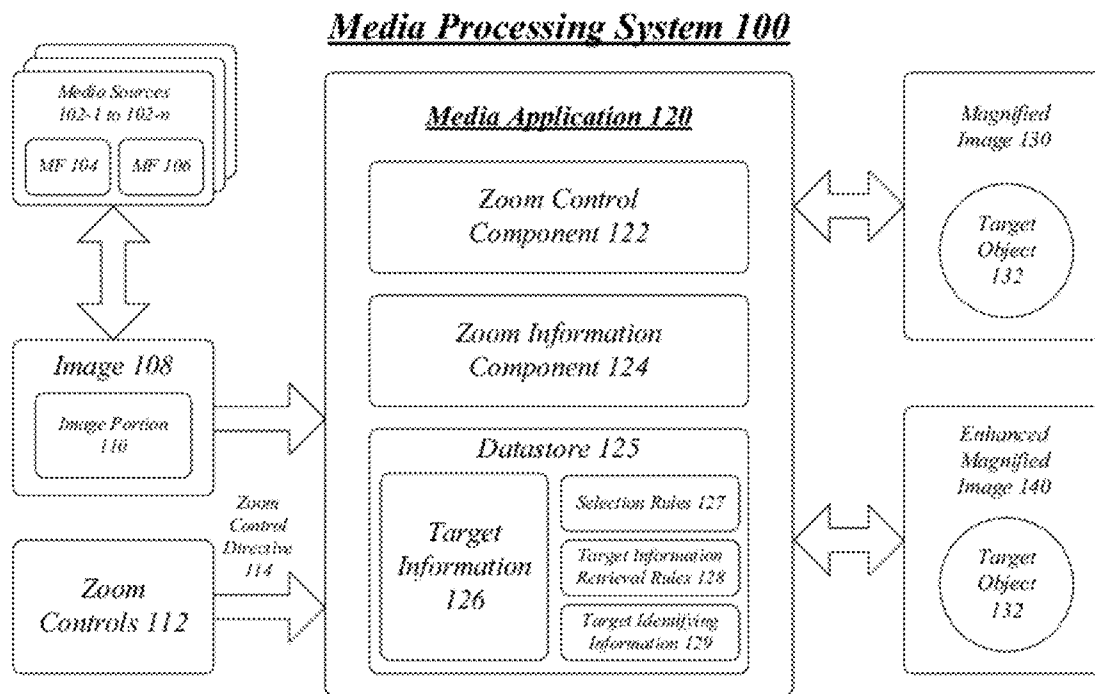 Media Processing System 100
Media Sources
102-1 to 102-n
MF 104
MF 106
Image 108
Image Portion
110
Zoom
Control
Directive
114
Zoom
Controls 112
Media Application 120
Zoom Control
Component 122
Zoom Information
Component 124
Datastore 125
Target
Information
126
Selection Rules 127
Target Information
Retrieval Rules 128
Target Identifying
Information 129
Magnified
Image 130
Target
Object
132
Enhanced
Magnified
Image 140
Target
Object
132